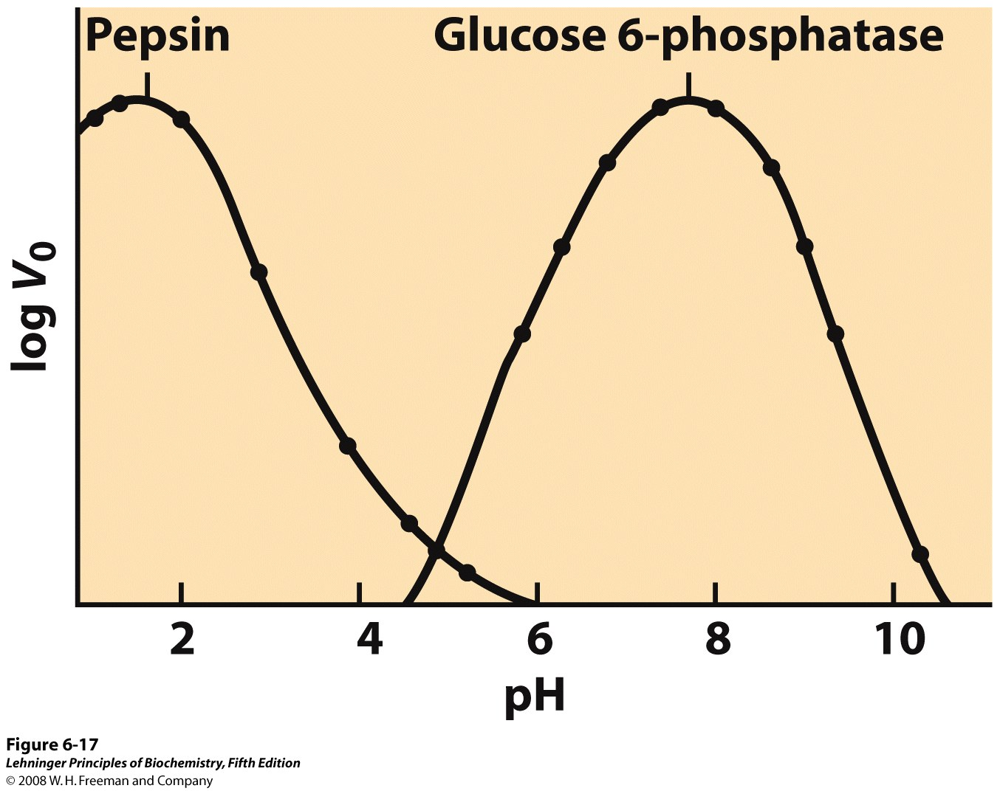 Pepsin
Glucose 6-phosphatase
log V0
2 4 6 8 10
pH
Figure 6-17
Lehninger Principles of Biochemistry, Fifth Edition
© 2008 W. H. Freeman and Company